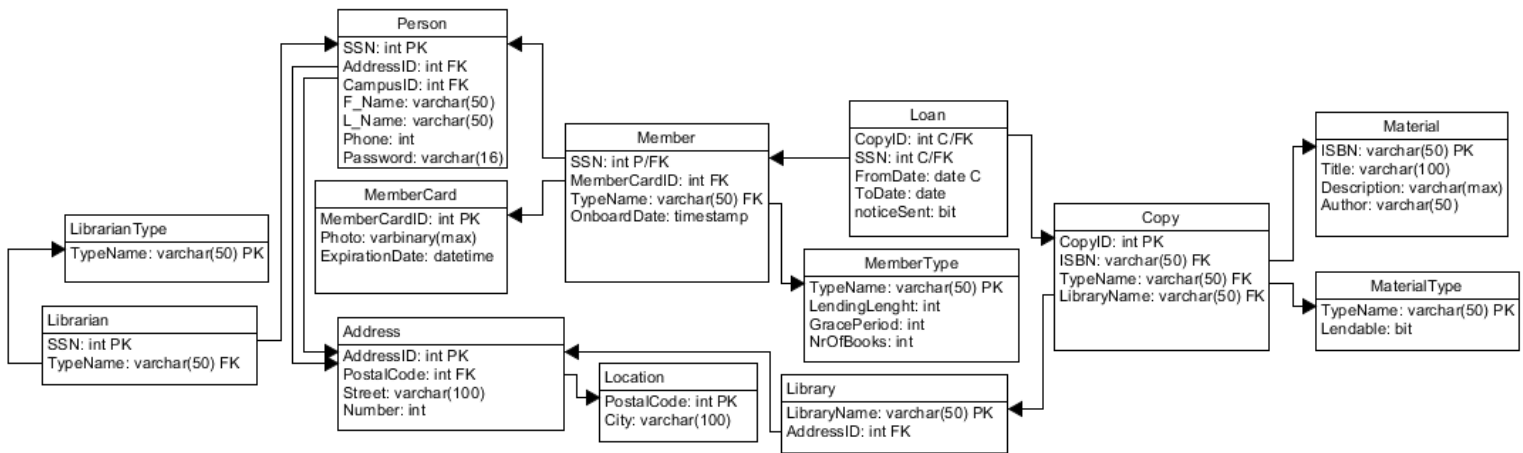 Person
SSN: int PK
AddressID: int FK
CampusID: int FK
F_Name: varchar(50)
L_Name: varchar(50)
Phone: int
Password: varchar(16)
Member
SSN: int P/FK
MemberCardID: int FK
TypeName: varchar(50) FK
OnboardDate: timestamp
Loan
CopyID: int C/FK
SSN: int C/FK
FromDate: date C
ToDate: date
noticeSent: bit
Material
ISBN: varchar(50) PK
Title: varchar(100)
Description: varchar(max)
Author: varchar(50)
MemberCard
MemberCardID: int PK
Photo: varbinary(max)
ExpirationDate: datetime
LibrarianType
TypeName: varchar(50) PK
Copy
CopyID: int PK
ISBN: varchar(50) FK
TypeName: varchar(50) FK
LibraryName: varchar(50) FK
MemberType
TypeName: varchar(50) PK
LendingLenght: int
GracePeriod: int
NrOfBooks: int
MaterialType
TypeName: varchar(50) PK
Lendable: bit
Librarian
SSN: int PK
TypeName: varchar(50) FK
Address
AddressID: int PK
PostalCode: int FK
Street: varchar(100)
Number: int
Location
PostalCode: int PK
City: varchar(100)
Library
LibraryName: varchar(50) PK
AddressID: int FK